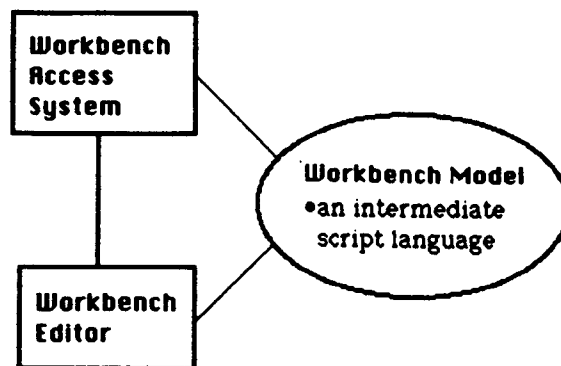 Workbench
Access
System
Workbench Model
•an intermediate
script language
Workbench
Editor